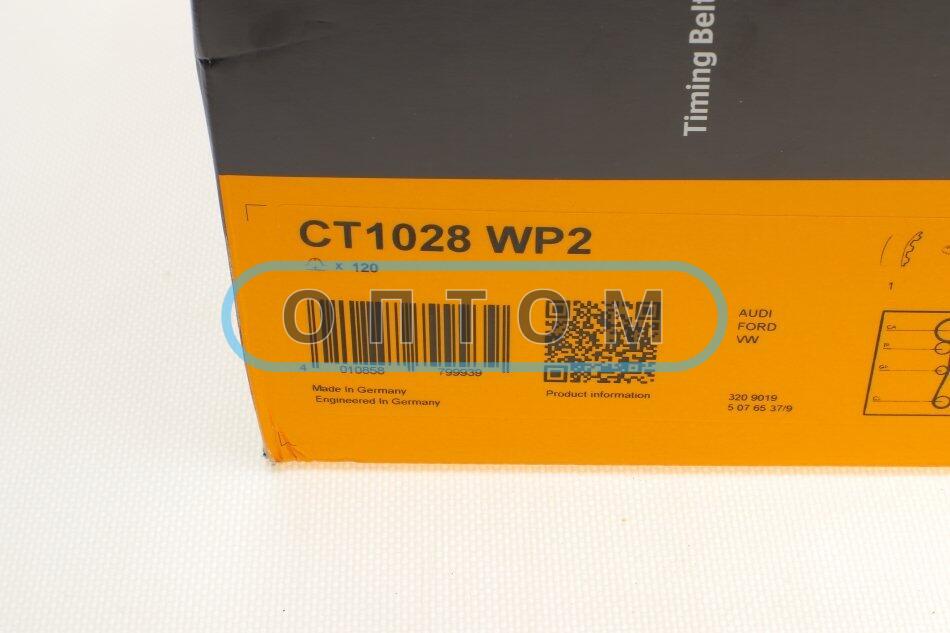 Timing Belt
CT1028 WP2
x 120
ОПТОМ
4 010858 799939
Made In Germany
Engineered In Germany
Product information
AUDI
FORD
VW
320 9019
5 07 65 37/9
1